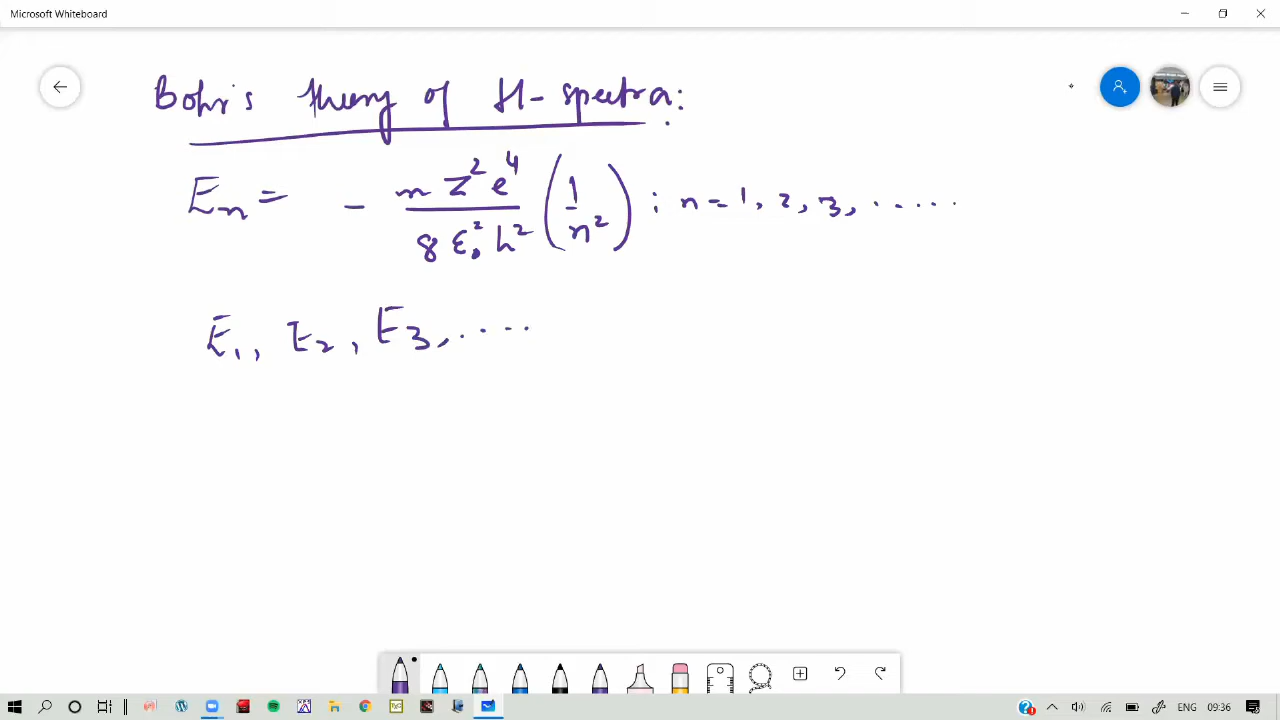 Microsoft Whiteboard
Bohr's theory of H-spectra:
Eₙ = - m Z² e⁴ / 8 ε₀² h² (1/n²) ; n = 1, 2, 3, .....
E₁, E₂, E₃, .....
ENG 09:36